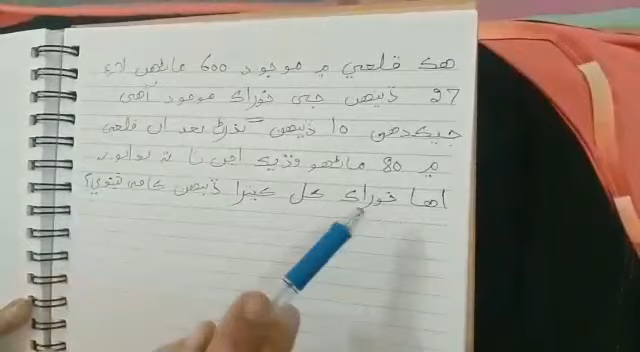 هڪ قلعي ۾ موجود 600 ماڻهن لاءِ
27 ڏينهن جي خوراڪ موجود آهي
جيڪڏهن 10 ڏينهن گذرڻ بعد ان قلعي
۾ 80 ماڻهو وڌيڪ اچن ٿا ته ٻڌايو
اها خوراڪ ڪل ڪيترا ڏينهن ڪافي ٿيندي؟